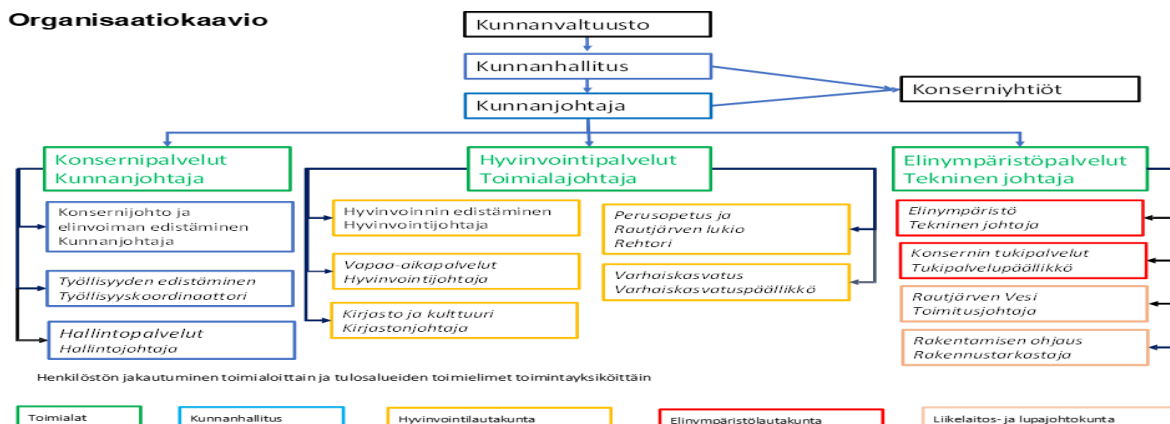 Organisaatiokaavio
Kunnanvaltuusto
Kunnanhallitus
Kunnanjohtaja
Konserniyhtiöt
Konsernipalvelut
Kunnanjohtaja
Hyvinvointipalvelut
Toimialajohtaja
Elinympäristöpalvelut
Tekninen johtaja
Konsernijohto ja
elinvoiman edistäminen
Kunnanjohtaja
Työllisyyden edistäminen
Työllisyyskoordinaattori
Hallintopalvelut
Hallintojohtaja
Hyvinvoinnin edistäminen
Hyvinvointijohtaja
Vapaa-aikapalvelut
Hyvinvointijohtaja
Kirjasto ja kulttuuri
Kirjastonjohtaja
Perusopetus ja
Rautjärven lukio
Rehtori
Varhaiskasvatus
Varhaiskasvatuspäällikkö
Elinympäristö
Tekninen johtaja
Konsernin tukipalvelut
Tukipalvelupäällikkö
Rautjärven Vesi
Toimitusjohtaja
Rakentamisen ohjaus
Rakennustarkastaja
Henkilöstön jakautuminen toimialoittain ja tulosalueiden toimielimet toimintayksiköittäin
Toimialat
Kunnanhallitus
Hyvinvointilautakunta
Elinympäristölautakunta
Liikelaitos- ja lupajohtokunta